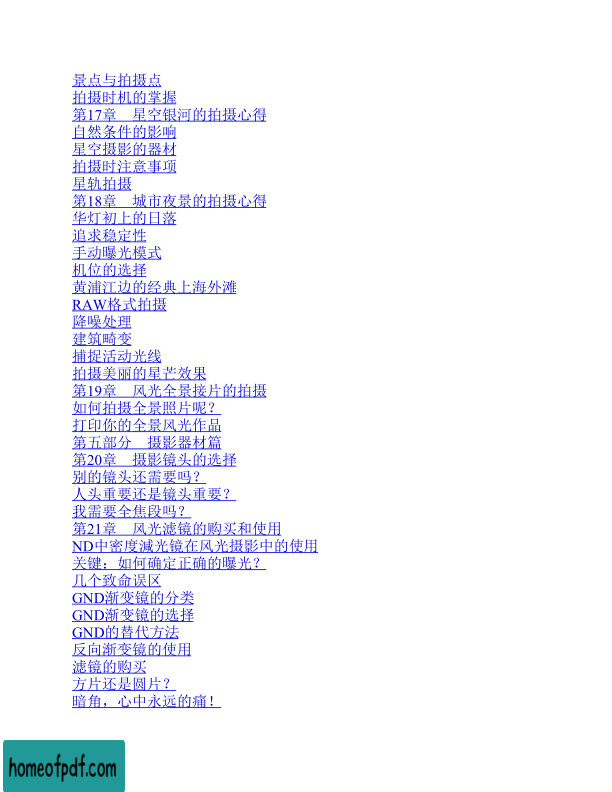 景点与拍摄点
拍摄时机的掌握
第17章　星空银河的拍摄心得
自然条件的影响
星空摄影的器材
拍摄时注意事项
星轨拍摄
第18章　城市夜景的拍摄心得
华灯初上的日落
追求稳定性
手动曝光模式
机位的选择
黄浦江边的经典上海外滩
RAW格式拍摄
降噪处理
建筑畸变
捕捉活动光线
拍摄美丽的星芒效果
第19章　风光全景接片的拍摄
如何拍摄全景照片呢？
打印你的全景风光作品
第五部分　摄影器材篇
第20章　摄影镜头的选择
别的镜头还需要吗？
人头重要还是镜头重要？
我需要全焦段吗？
第21章　风光滤镜的购买和使用
ND中密度減光镜在风光摄影中的使用
关键：如何确定正确的曝光？
几个致命误区
GND渐变镜的分类
GND渐变镜的选择
GND的替代方法
反向渐变镜的使用
滤镜的购买
方片还是圆片？
暗角，心中永远的痛！
homeofpdf.com